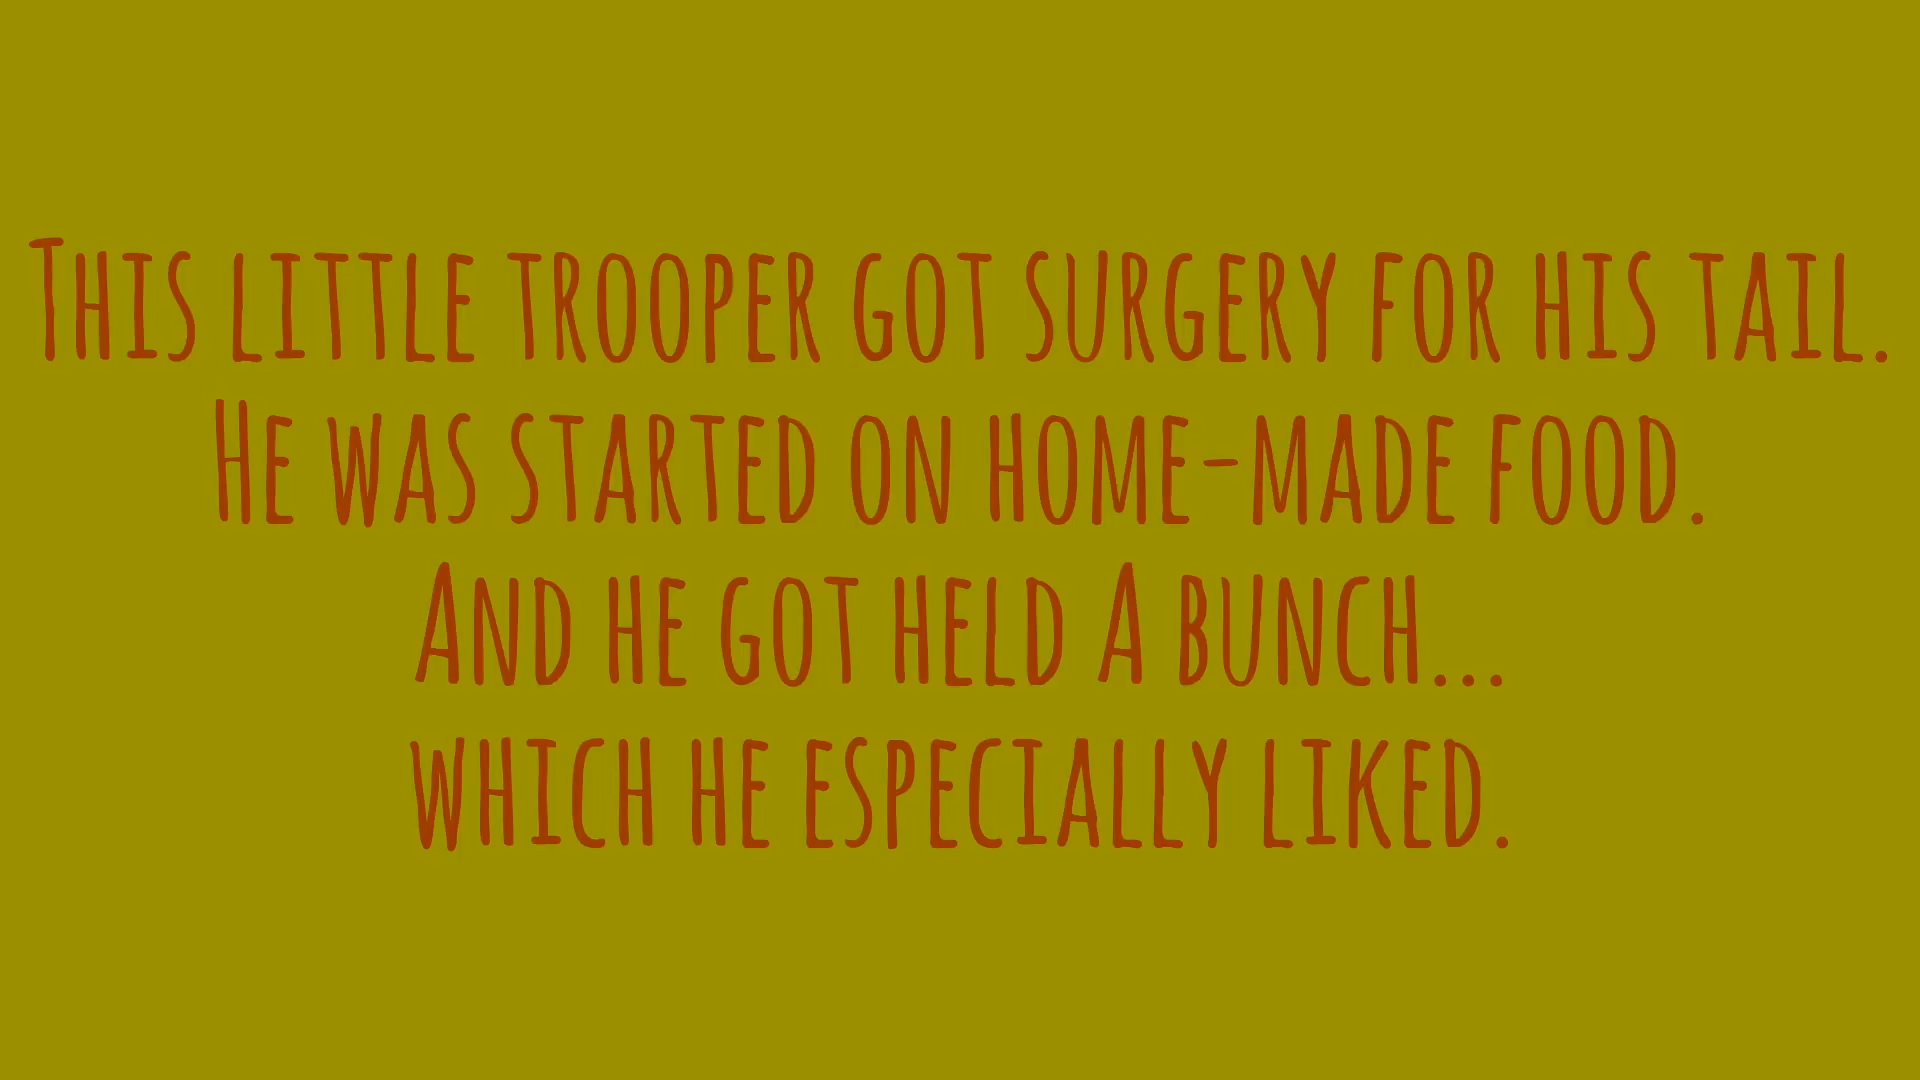 This little trooper got surgery for his tail.
He was started on home-made food.
And he got held A bunch...
which he especially liked.